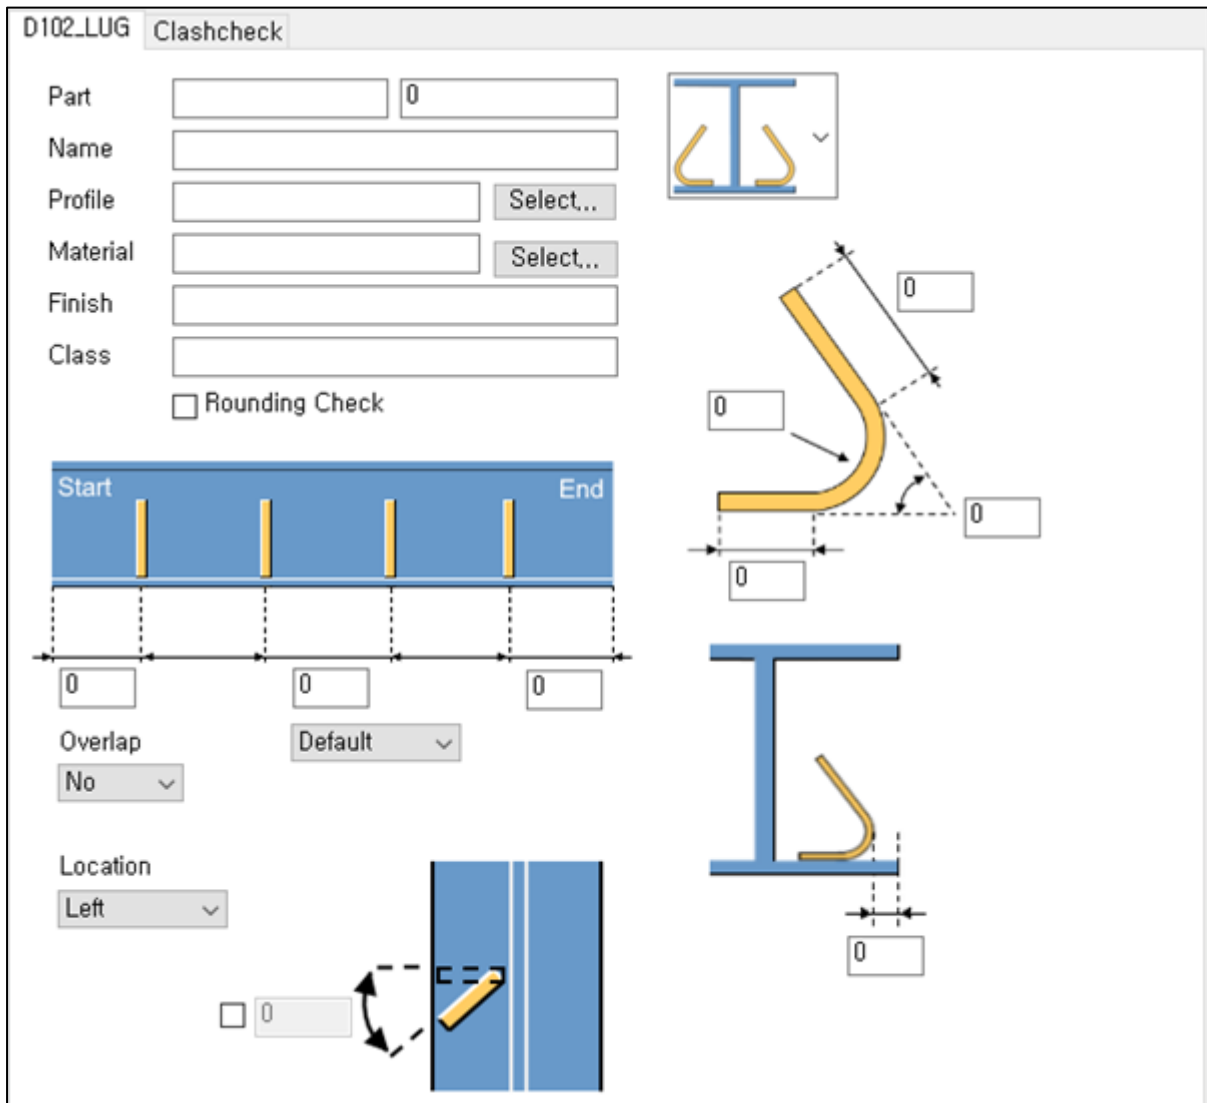 D102_LUG Clashcheck
Part 0
Name
Profile Select...
Material Select...
Finish
Class
Rounding Check
0
0
0
0
Start End
0 0 0
Overlap Default
No
Location
Left
0
0